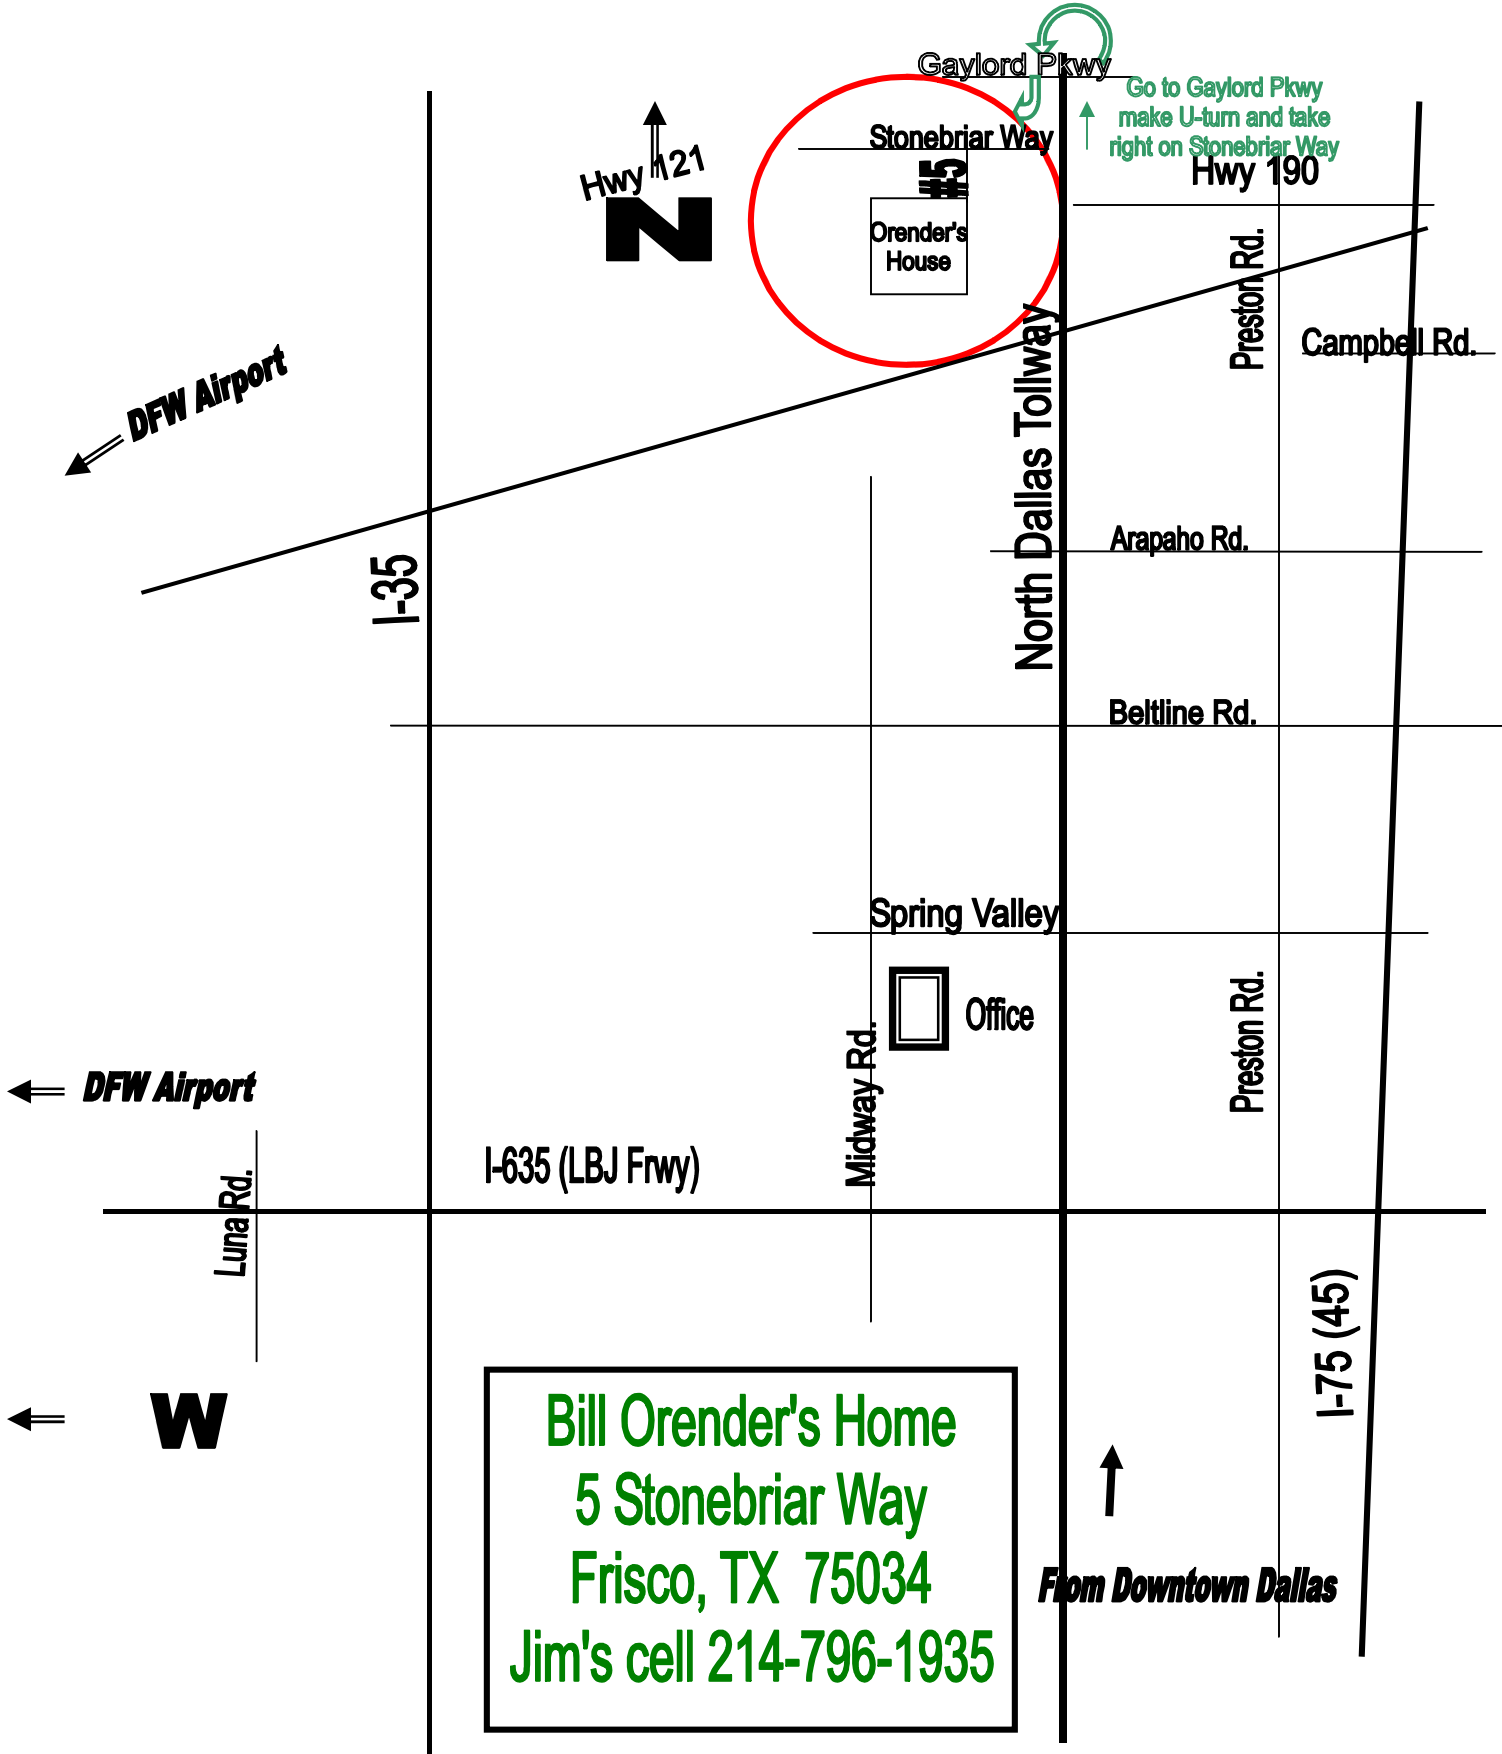 Gaylord Pkwy
Go to Gaylord Pkwy
make U-turn and take
right on Stonebriar Way
Stonebriar Way
Hwy 121
N
#5
Hwy 190
Orender's
House
Preston Rd.
Campbell Rd.
DFW Airport
North Dallas Tollway
I-35
Arapaho Rd.
Beltline Rd.
Spring Valley
Office
Midway Rd.
Preston Rd.
DFW Airport
I-635 (LBJ Frwy)
Luna Rd.
I-75 (45)
W
Bill Orender's Home
5 Stonebriar Way
Frisco, TX  75034
Jim's cell 214-796-1935
From Downtown Dallas